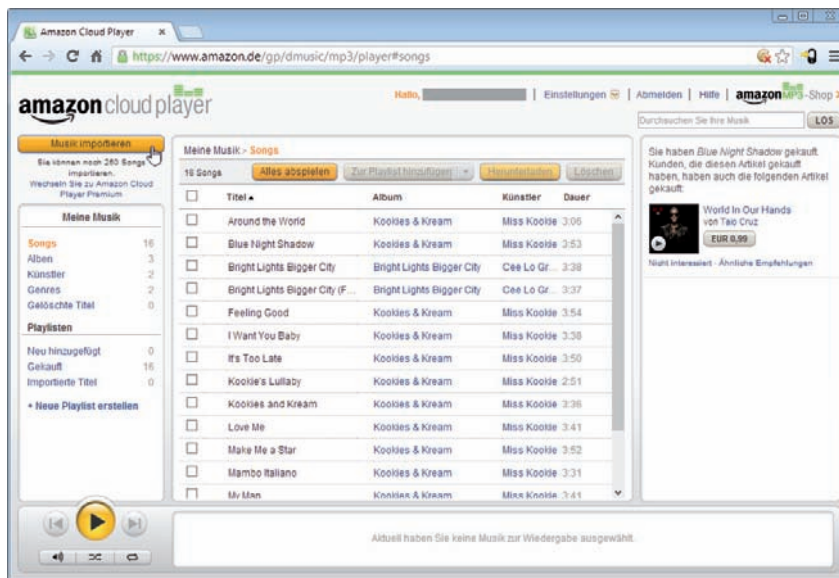 Amazon Cloud Player
https://www.amazon.de/gp/dmusic/mp3/player#songs
amazon cloud player
Hallo,
Einstellungen
Abmelden
Hilfe
amazon MP3-Shop
Durchsuchen Sie Ihre Musik
LOS
Musik importieren
Sie können noch 250 Songs
importieren.
Wechseln Sie zu Amazon Cloud
Player Premium
Meine Musik
Songs 16
Alben 3
Künstler 2
Genres 2
Gelöschte Titel 0
Playlisten
Neu hinzugefügt 0
Gekauft 16
Importierte Titel 0
+ Neue Playlist erstellen
Meine Musik › Songs
16 Songs Alles abspielen Zur Playlist hinzufügen Herunterladen Löschen
Titel Album Künstler Dauer
Around the World Kookies & Kream Miss Kookie 3:06
Blue Night Shadow Kookies & Kream Miss Kookie 3:53
Bright Lights Bigger City Bright Lights Bigger City Cee Lo Gr... 3:38
Bright Lights Bigger City (F... Bright Lights Bigger City Cee Lo Gr... 3:37
Feeling Good Kookies & Kream Miss Kookie 3:54
I Want You Baby Kookies & Kream Miss Kookie 3:38
It's Too Late Kookies & Kream Miss Kookie 3:50
Kookie's Lullaby Kookies & Kream Miss Kookie 2:51
Kookies and Kream Kookies & Kream Miss Kookie 3:36
Love Me Kookies & Kream Miss Kookie 3:41
Make Me a Star Kookies & Kream Miss Kookie 3:52
Mambo Italiano Kookies & Kream Miss Kookie 3:31
My Man Kookies & Kream Miss Kookie 3:41
Sie haben Blue Night Shadow gekauft.
Kunden, die diesen Artikel gekauft
haben, haben auch die folgenden Artikel
gekauft:
World In Our Hands
von Taio Cruz
EUR 0,99
Nicht interessiert - Ähnliche Empfehlungen
Aktuell haben Sie keine Musik zur Wiedergabe ausgewählt.